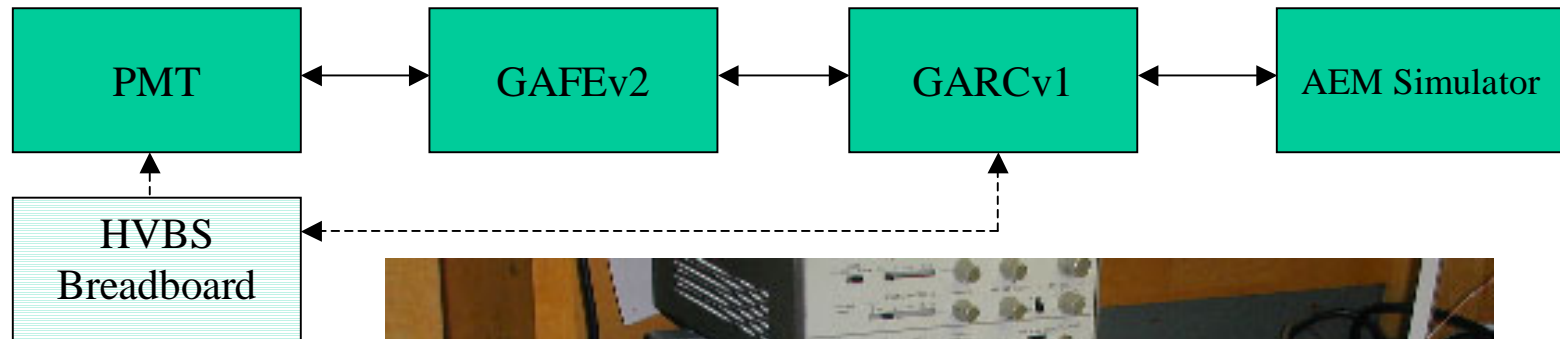 PMT
GAFEv2
GARCv1
AEM Simulator
HVBS
Breadboard